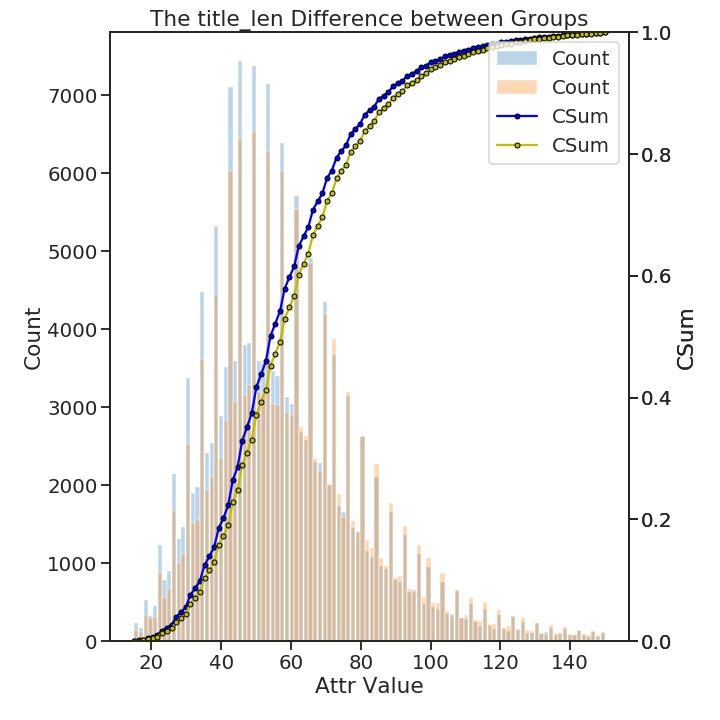 The title_len Difference between Groups
Count
Count
CSum
CSum
7000
6000
5000
4000
3000
2000
1000
0
Count
1.0
0.8
0.6
0.4
0.2
0.0
CSum
20
40
60
80
100
120
140
Attr Value